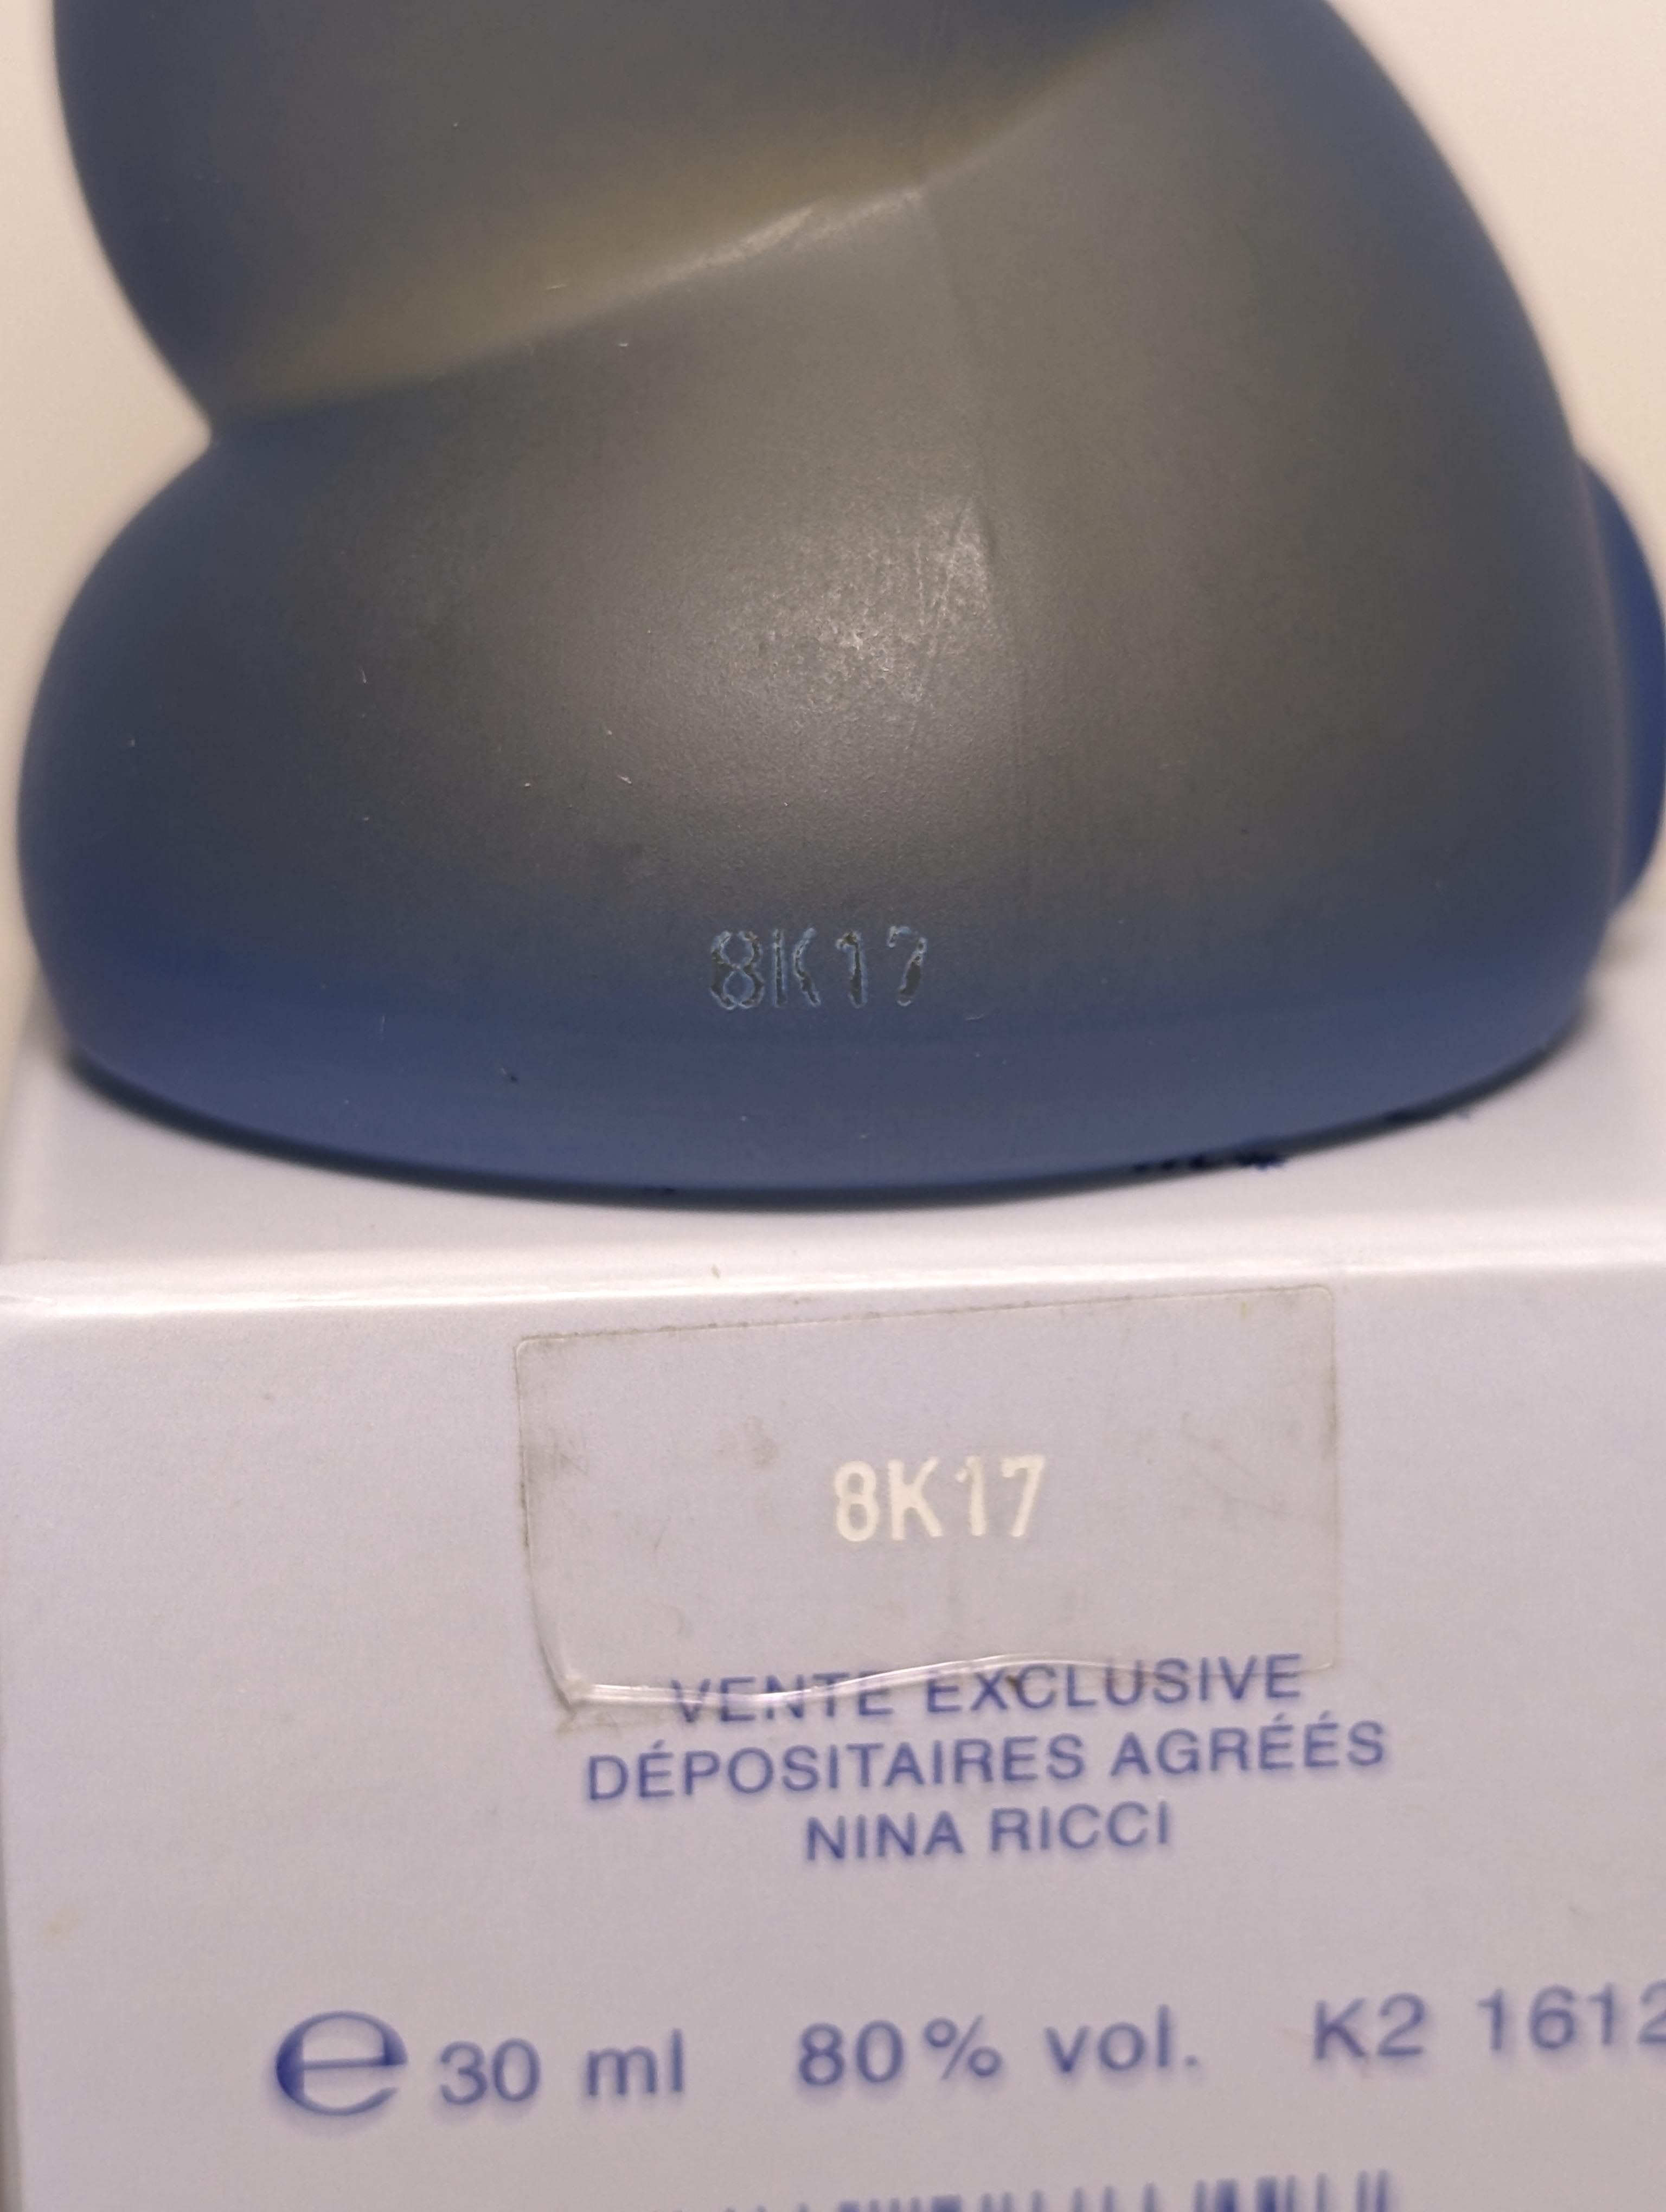 8K17
8K17
VENTE EXCLUSIVE
DÉPOSITAIRES AGRÉÉS
NINA RICCI
e 30 ml 80% vol. K2 1612